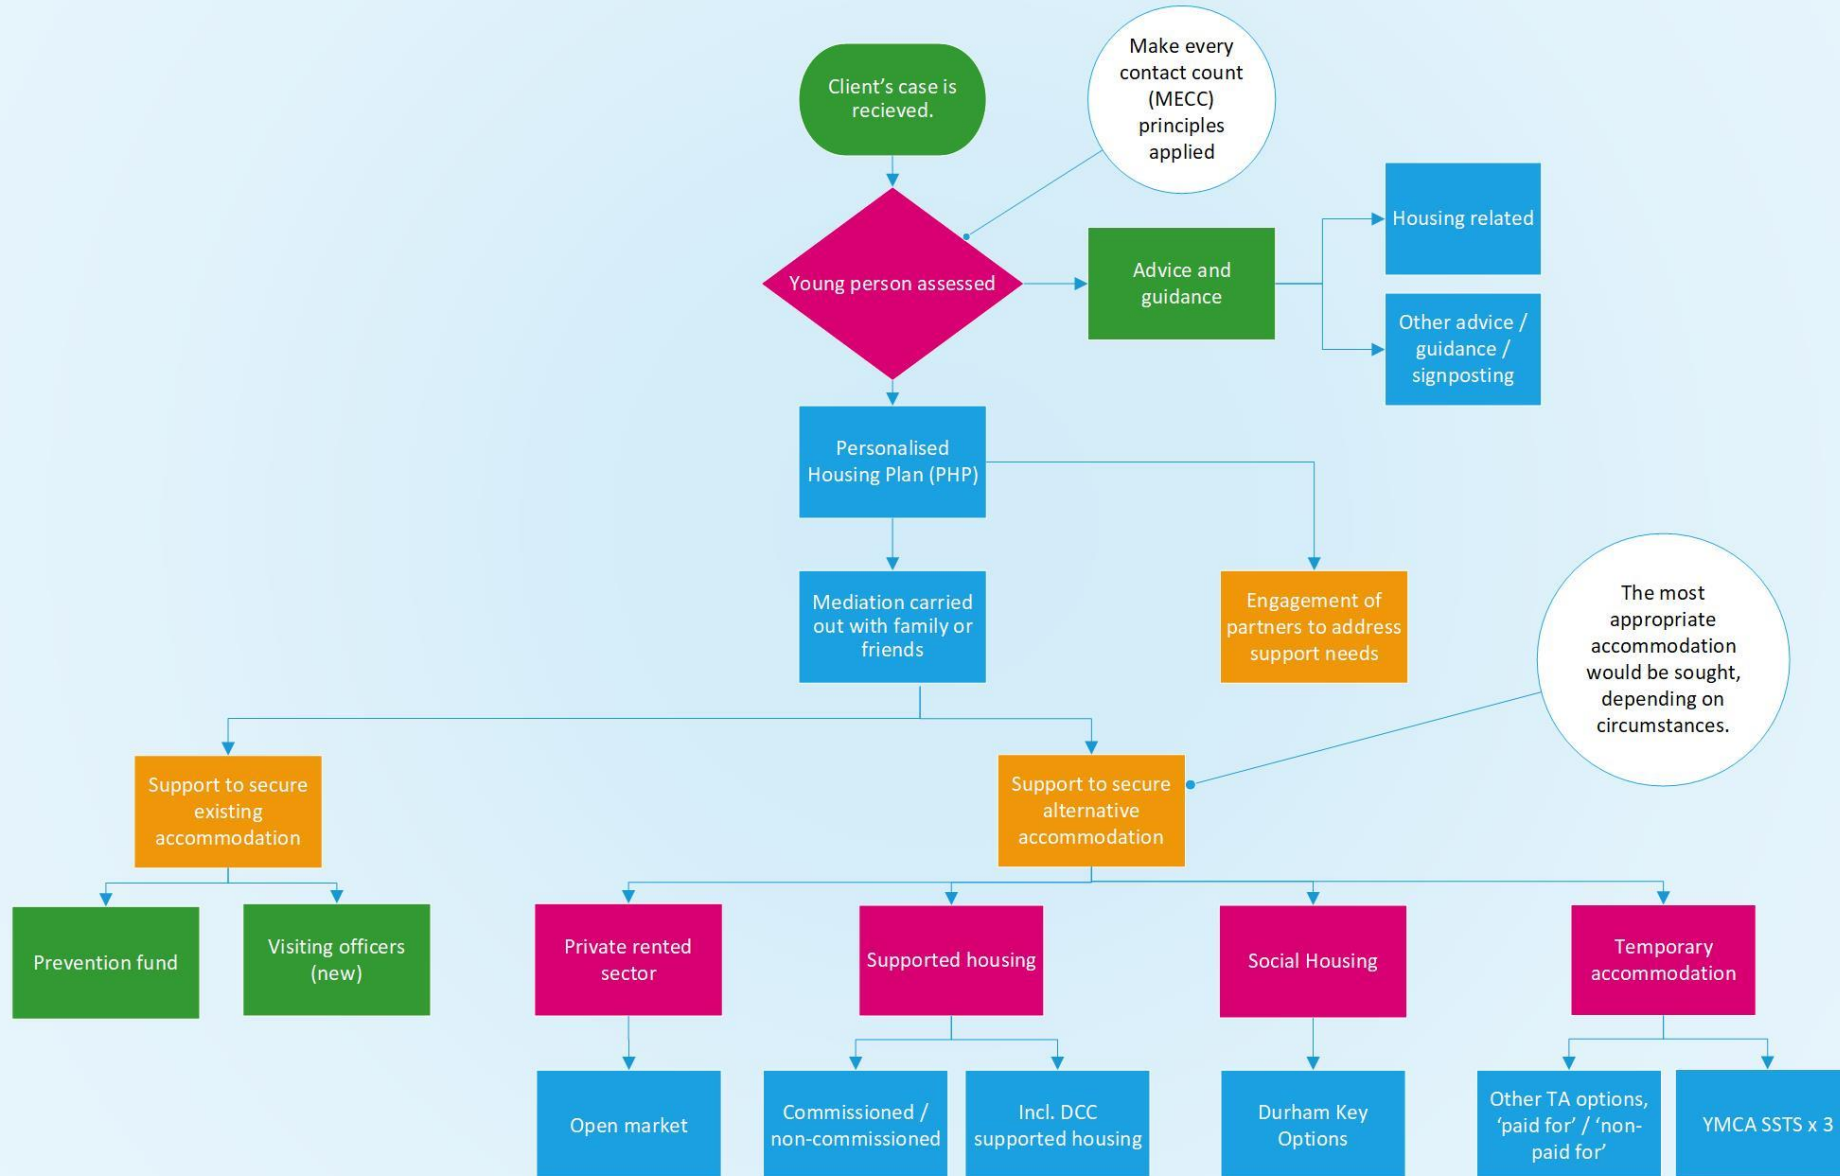 Client's case is
recieved.
Make every
contact count
(MECC)
principles
applied
Young person assessed
Advice and
guidance
Housing related
Other advice /
guidance /
signposting
Personalised
Housing Plan (PHP)
Mediation carried
out with family or
friends
Engagement of
partners to address
support needs
The most
appropriate
accommodation
would be sought,
depending on
circumstances.
Support to secure
existing
accommodation
Support to secure
alternative
accommodation
Prevention fund
Visiting officers
(new)
Private rented
sector
Supported housing
Social Housing
Temporary
accommodation
Open market
Commissioned /
non-commissioned
Incl. DCC
supported housing
Durham Key
Options
Other TA options,
‘paid for’ / ‘non-
paid for’
YMCA SSTS x 3